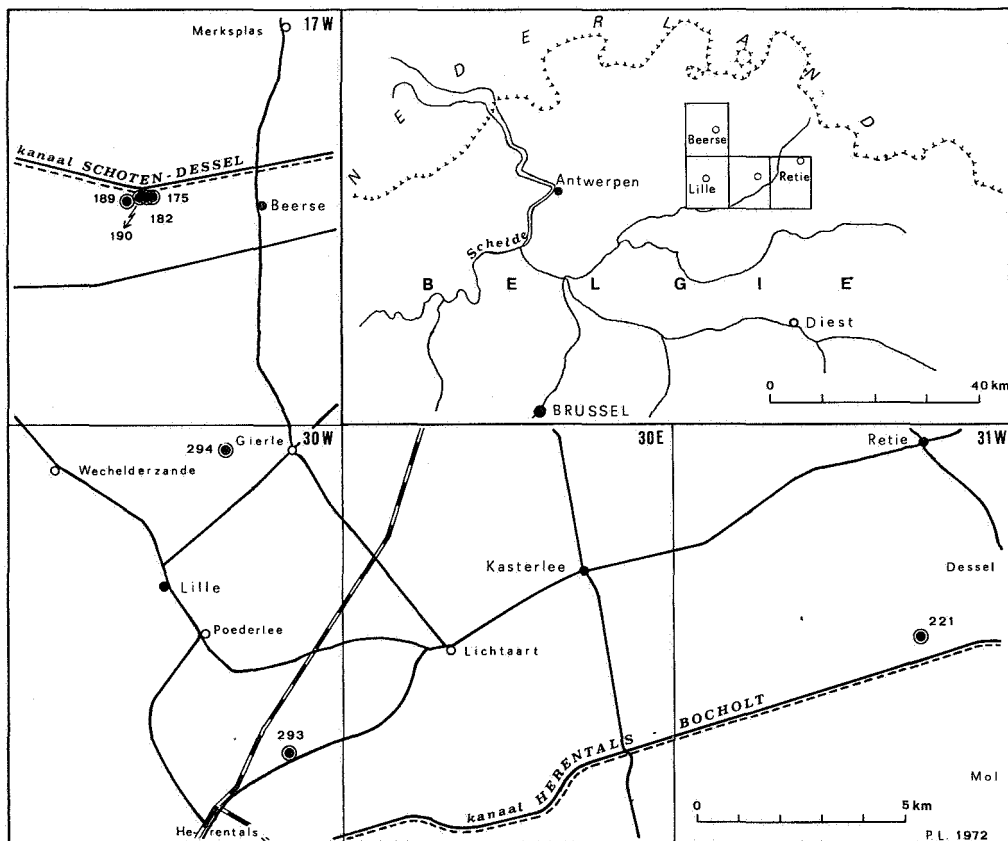 17W
Merksplas
kanaal SCHOTEN-DESSEL
189
175
182
190
Beerse
N E D E R L A N D
Beerse
Lille
Retie
Antwerpen
Schelde
B E L G I E
Diest
0 40 km
BRÜSSEL
294
Gierle
30W
Wechelderzande
Lille
Poederlee
293
Herentals
30E
Kasterlee
Lichtaart
kanaal HERENTALS BOCHOLT
Retie
31W
Dessel
221
Mol
0 5 km
P.L. 1972